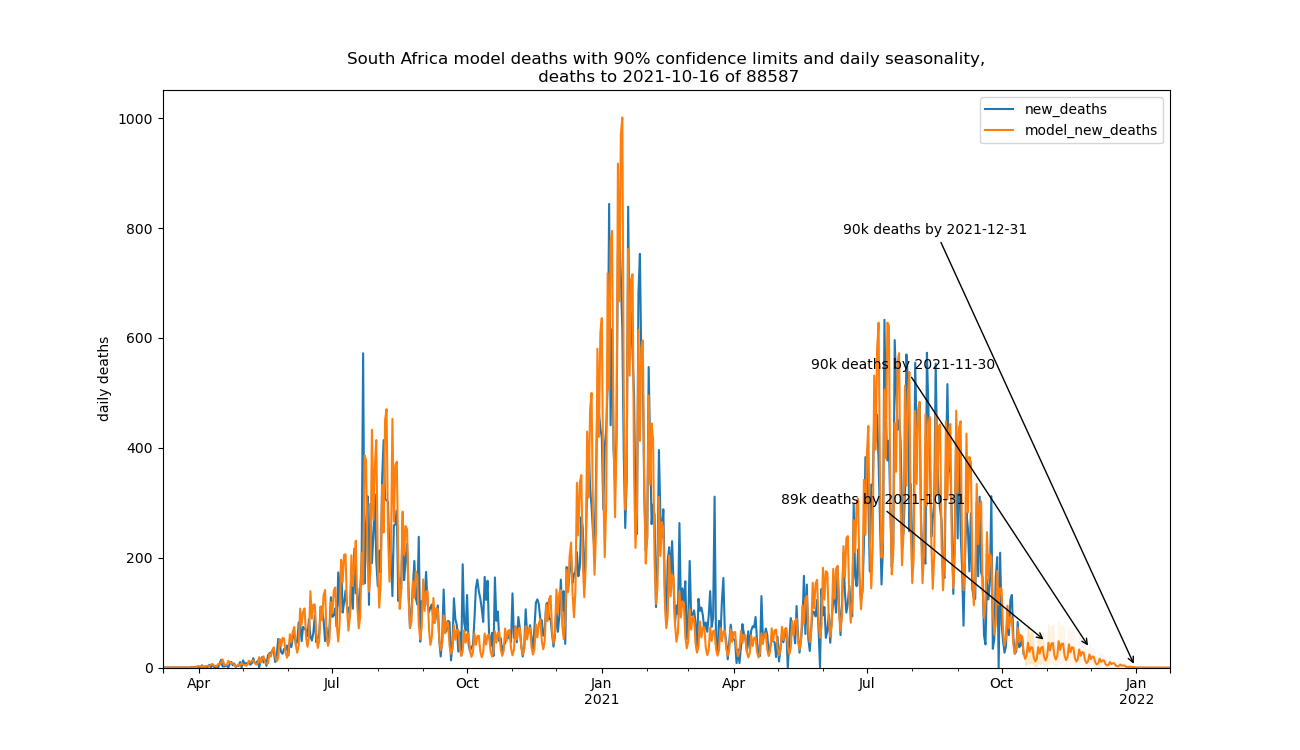 South Africa model deaths with 90% confidence limits and daily seasonality,
deaths to 2021-10-16 of 88587
new_deaths
model_new_deaths
1000
800
600
400
200
0
daily deaths
90k deaths by 2021-12-31
90k deaths by 2021-11-30
89k deaths by 2021-10-31
Apr Jul Oct Jan Apr Jul Oct Jan
2021 2022